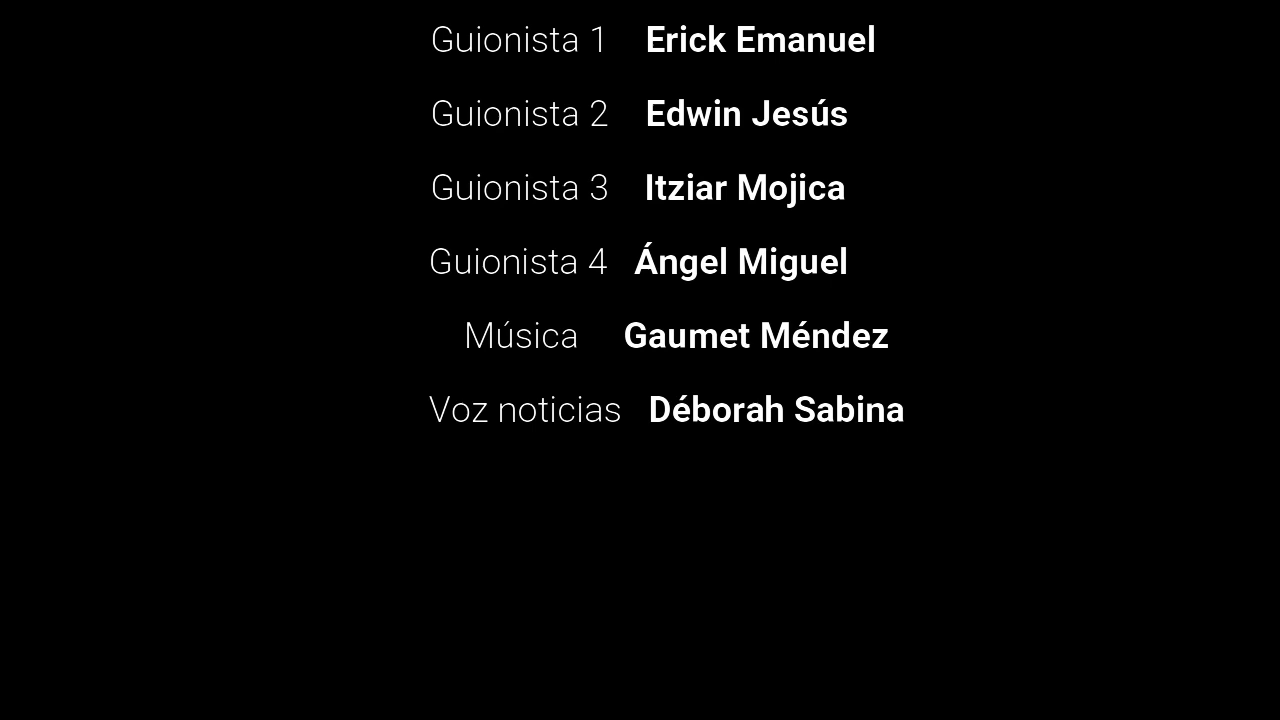 Guionista 1 Erick Emanuel
Guionista 2 Edwin Jesús
Guionista 3 Itziar Mojica
Guionista 4 Ángel Miguel
Música Gaumet Méndez
Voz noticias Déborah Sabina